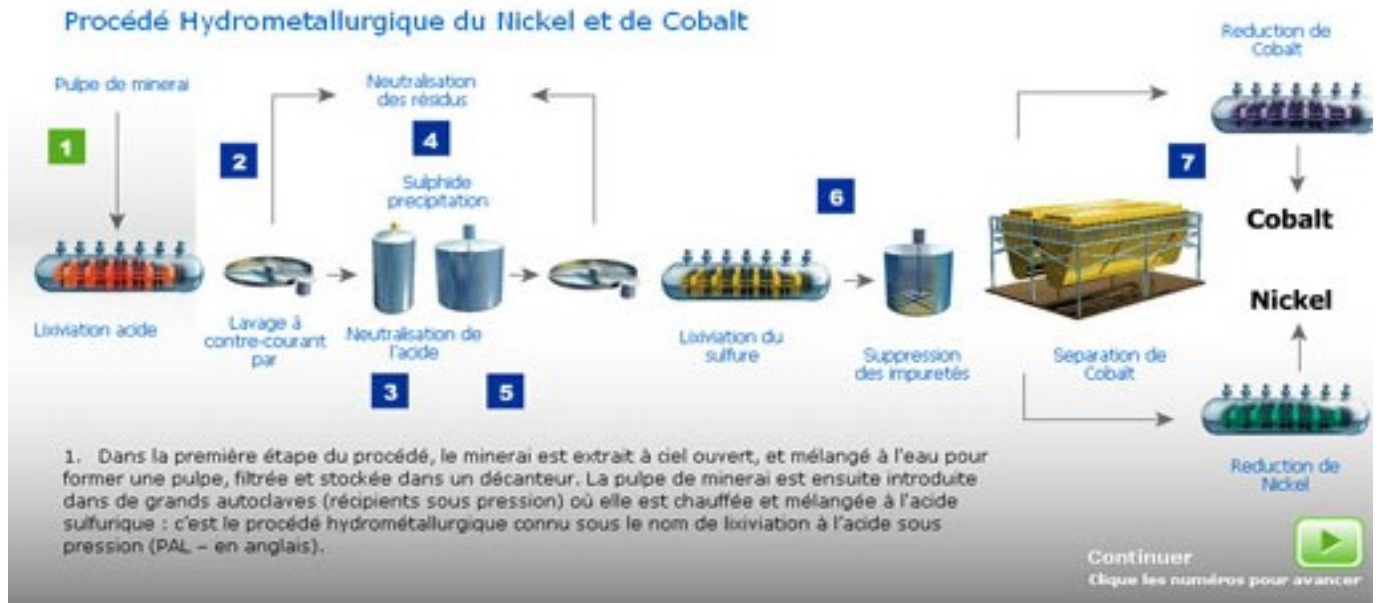 Procédé Hydrometallurgique du Nickel et de Cobalt
Reduction de
Cobalt
Pulpe de minerai
Neutralisation
des résidus
1
2
4
7
Sulphide
precipitation
6
Cobalt
Nickel
Lixiviation acide
Lavage à
contre-courant
par
Neutralisation de
l'acide
Lixiviation du
sulfure
Suppression
des impuretés
Separation de
Cobalt
3
5
1. Dans la première étape du procédé, le minerai est extrait à ciel ouvert, et mélangé à l'eau pour
former une pulpe, filtrée et stockée dans un décanteur. La pulpe de minerai est ensuite introduite
dans de grands autoclaves (récipients sous pression) où elle est chauffée et mélangée à l'acide
sulfurique : c'est le procédé hydrométallurgique connu sous le nom de lixiviation à l'acide sous
pression (PAL – en anglais).
Reduction de
Nickel
Continuer
Clique les numéros pour avancer